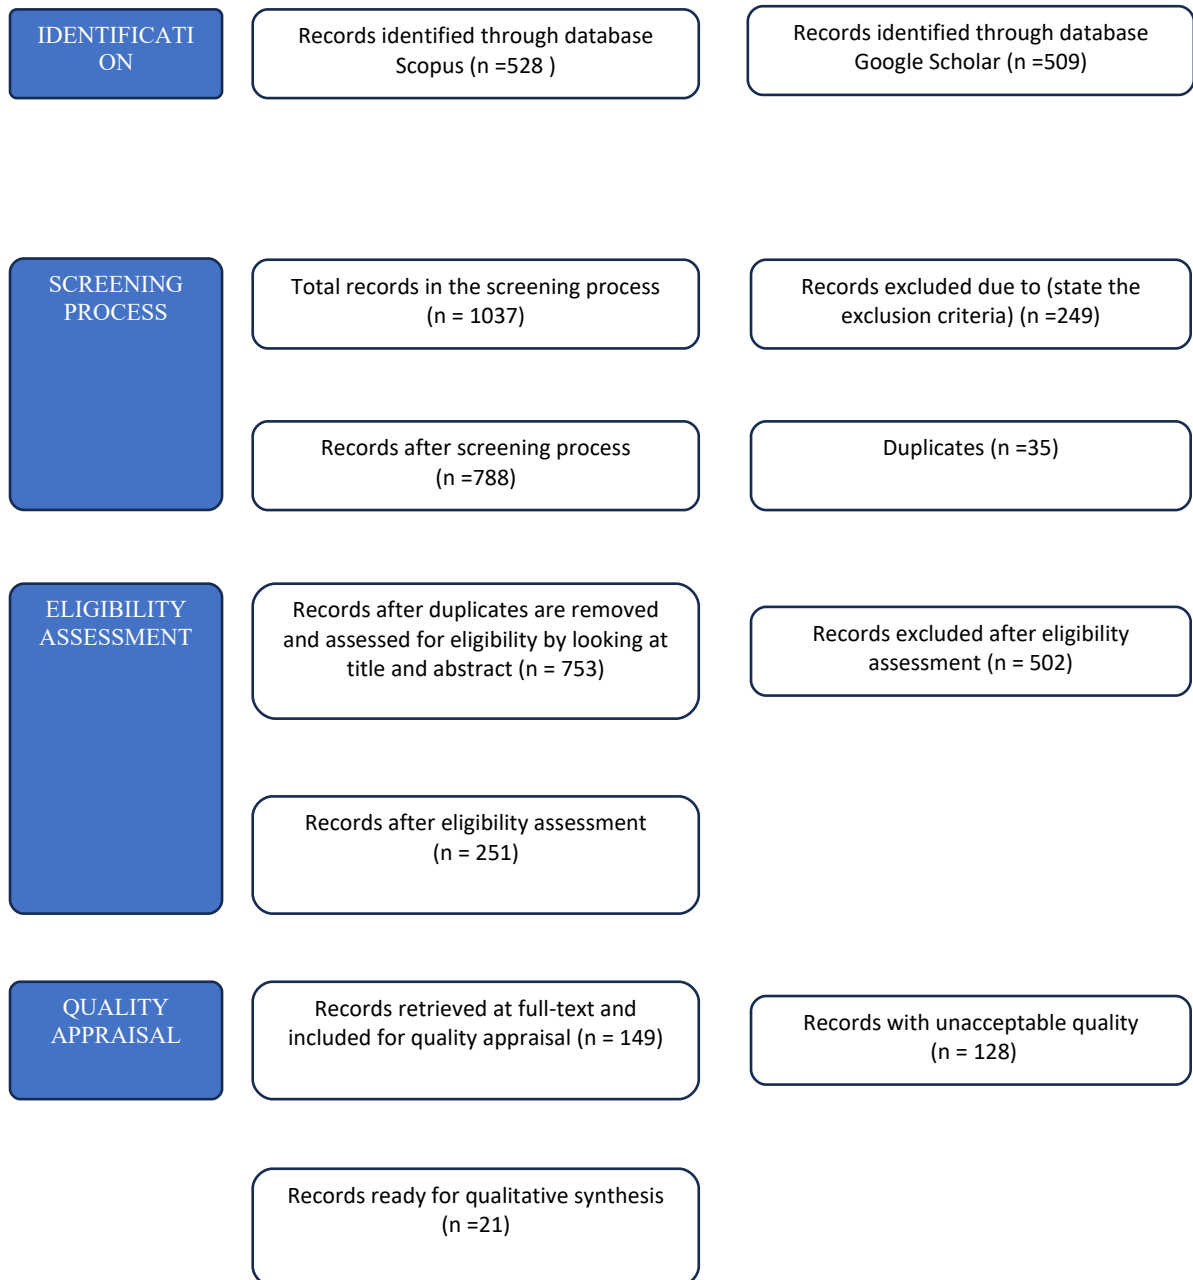 IDENTIFICATI
ON
Records identified through database
Scopus (n =528 )
Records identified through database
Google Scholar (n =509)
SCREENING
PROCESS
Total records in the screening process
(n = 1037)
Records excluded due to (state the
exclusion criteria) (n =249)
Records after screening process
(n =788)
Duplicates (n =35)
ELIGIBILITY
ASSESSMENT
Records after duplicates are removed
and assessed for eligibility by looking at
title and abstract (n = 753)
Records excluded after eligibility
assessment (n = 502)
Records after eligibility assessment
(n = 251)
QUALITY
APPRAISAL
Records retrieved at full-text and
included for quality appraisal (n = 149)
Records with unacceptable quality
(n = 128)
Records ready for qualitative synthesis
(n =21)